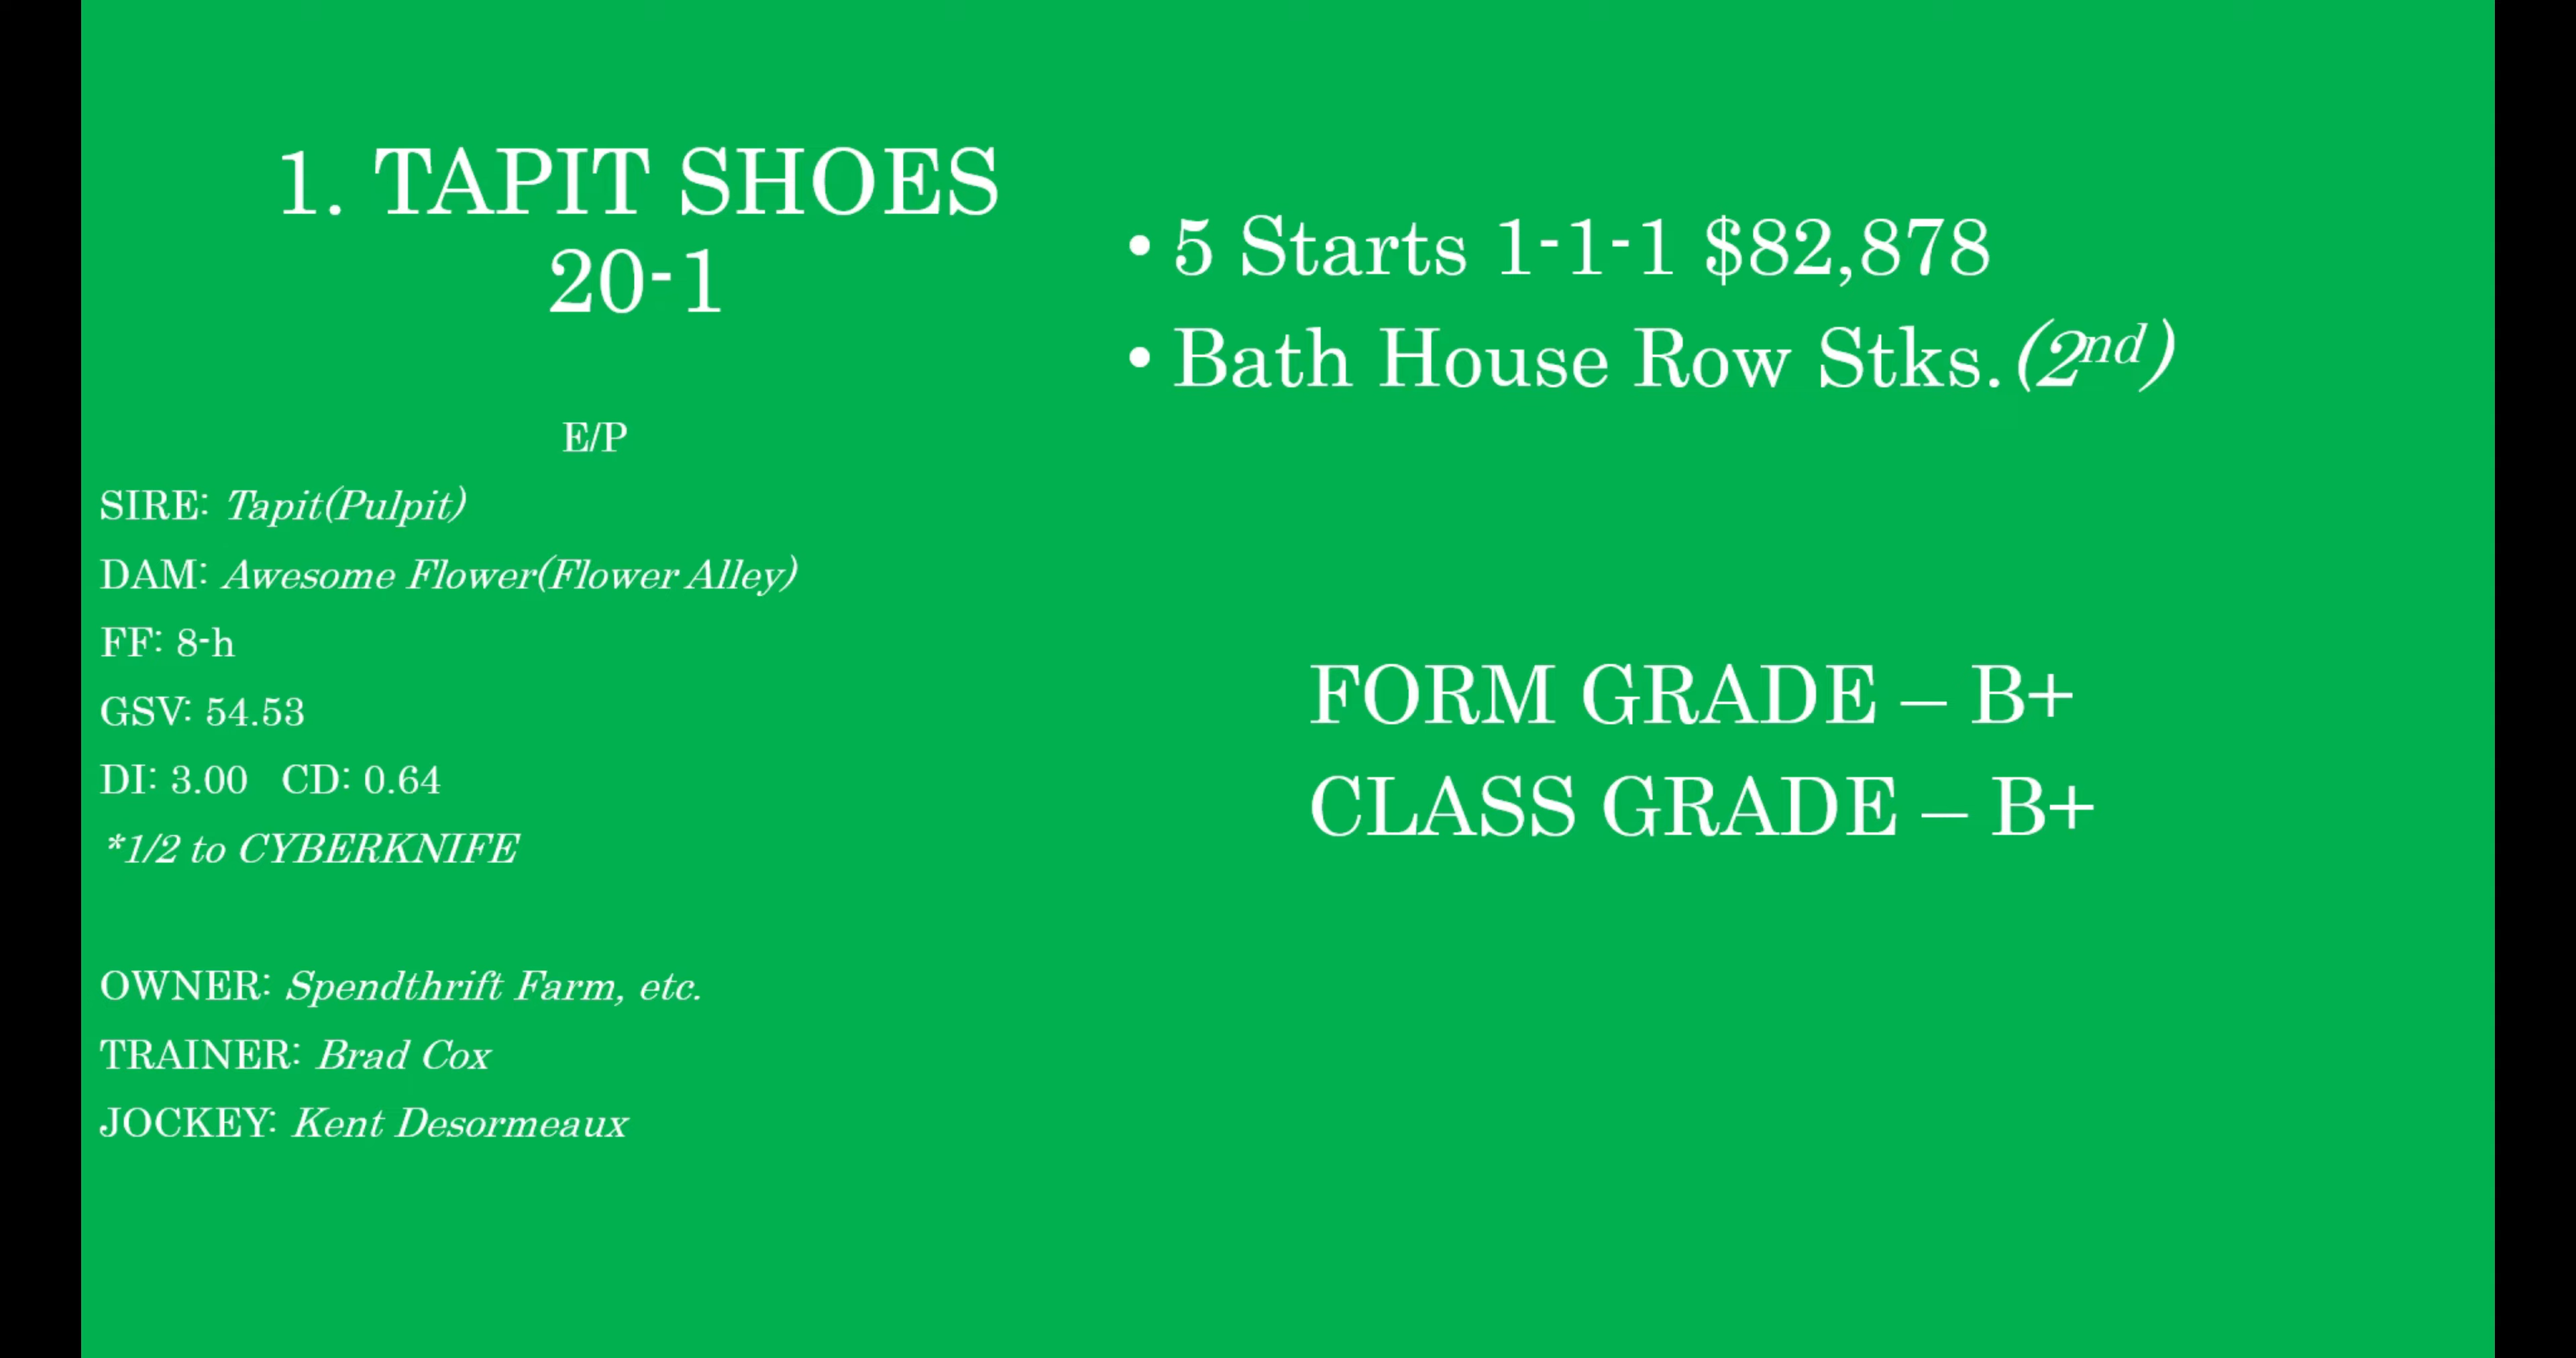 1. TAPIT SHOES
20-1
E/P
SIRE: Tapit(Pulpit)
DAM: Awesome Flower(Flower Alley)
FF: 8-h
GSV: 54.53
DI: 3.00 CD: 0.64
*1/2 to CYBERKNIFE
OWNER: Spendthrift Farm, etc.
TRAINER: Brad Cox
JOCKEY: Kent Desormeaux
• 5 Starts 1-1-1 $82,878
• Bath House Row Stks.(2nd)
FORM GRADE – B+
CLASS GRADE – B+